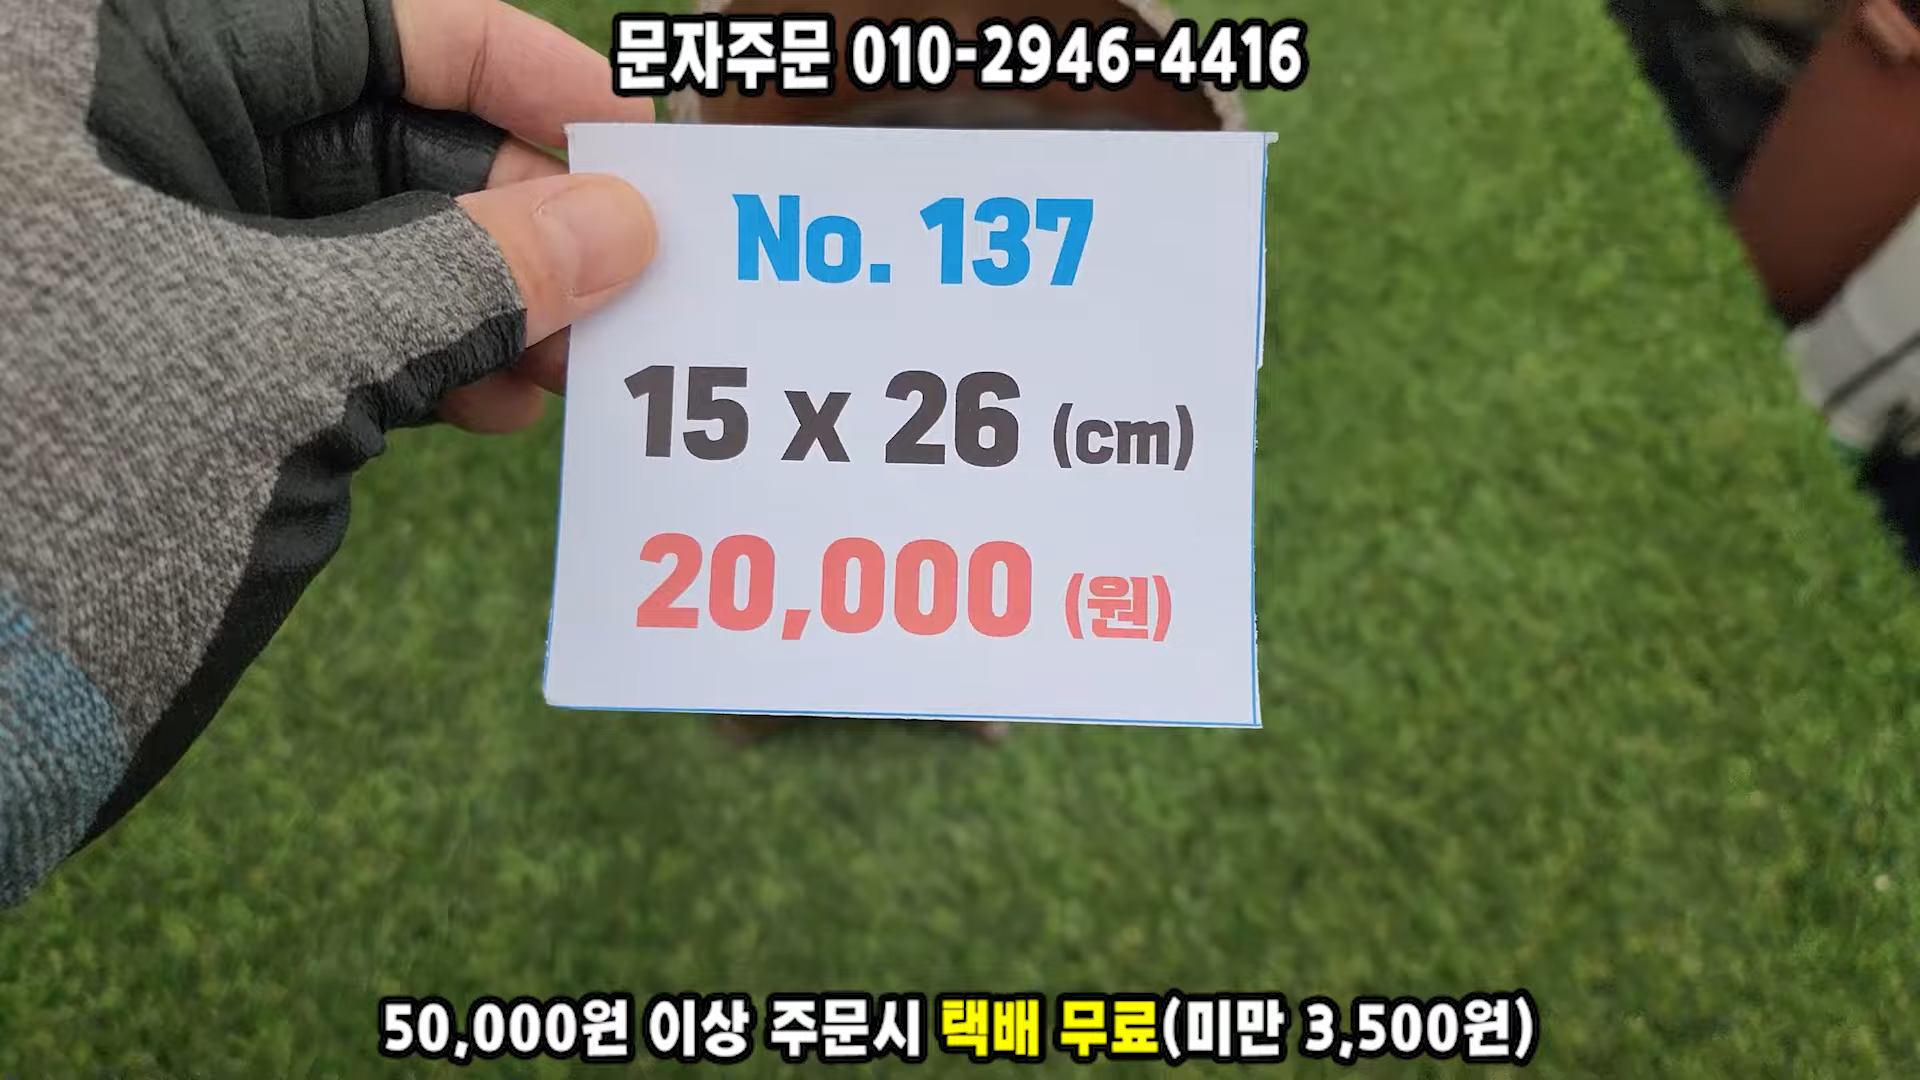 문자주문 010-2946-4416
No. 137
15 x 26 (cm)
20,000 (원)
50,000원 이상 주문시 택배 무료(미만 3,500원)